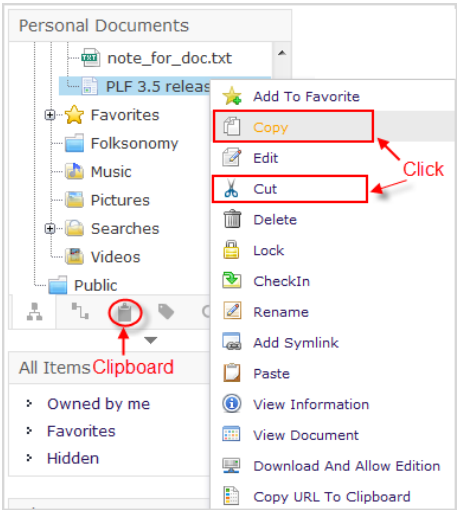 Personal Documents
note_for_doc.txt
PLF 3.5 releas
Favorites
Folksonomy
Music
Pictures
Searches
Videos
Public
Clipboard
All Items
Owned by me
Favorites
Hidden
Add To Favorite
Copy
Edit
Cut
Click
Delete
Lock
CheckIn
Rename
Add Symlink
Paste
View Information
View Document
Download And Allow Edition
Copy URL To Clipboard